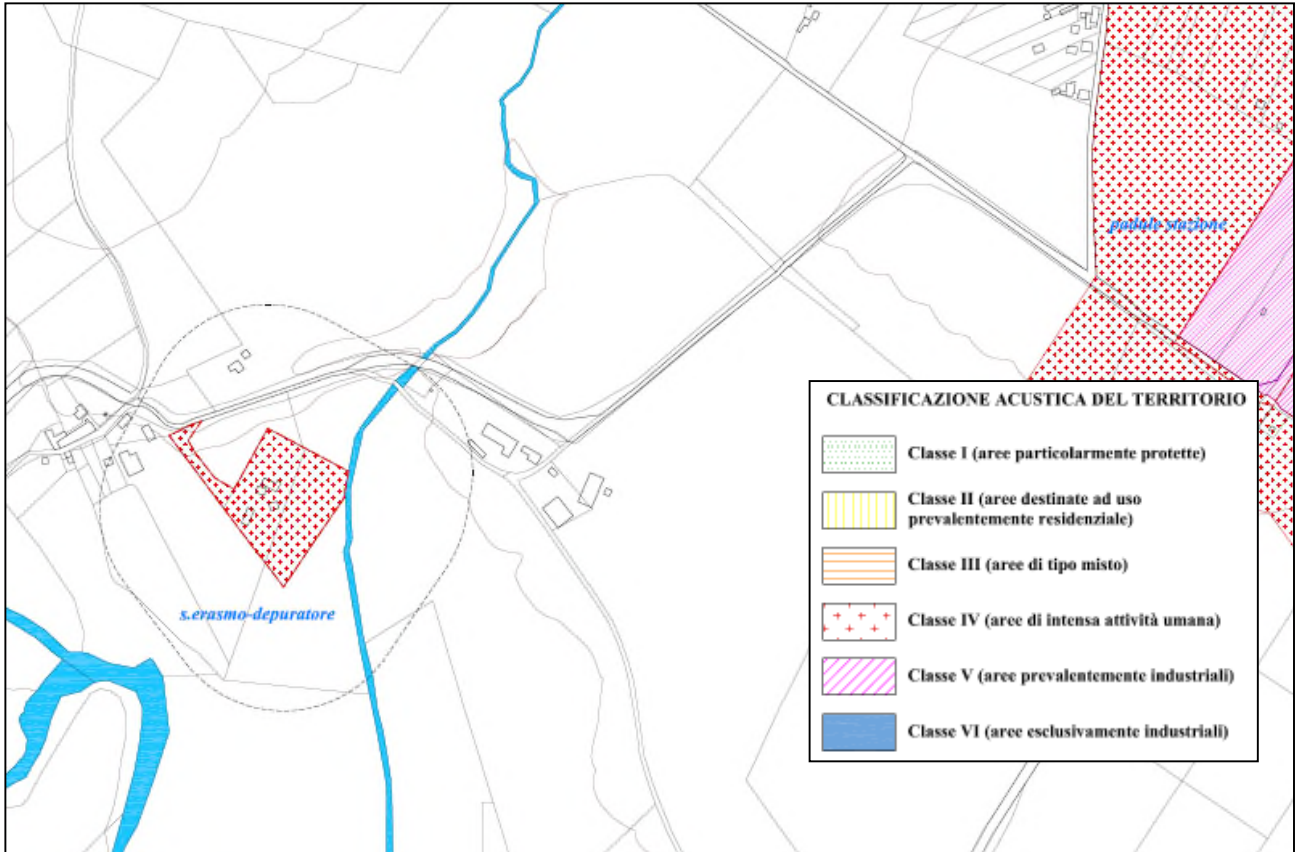 padule stazione
s.erasmo-depuratore
CLASSIFICAZIONE ACUSTICA DEL TERRITORIO
Classe I (aree particolarmente protette)
Classe II (aree destinate ad uso
prevalentemente residenziale)
Classe III (aree di tipo misto)
Classe IV (aree di intensa attività umana)
Classe V (aree prevalentemente industriali)
Classe VI (aree esclusivamente industriali)